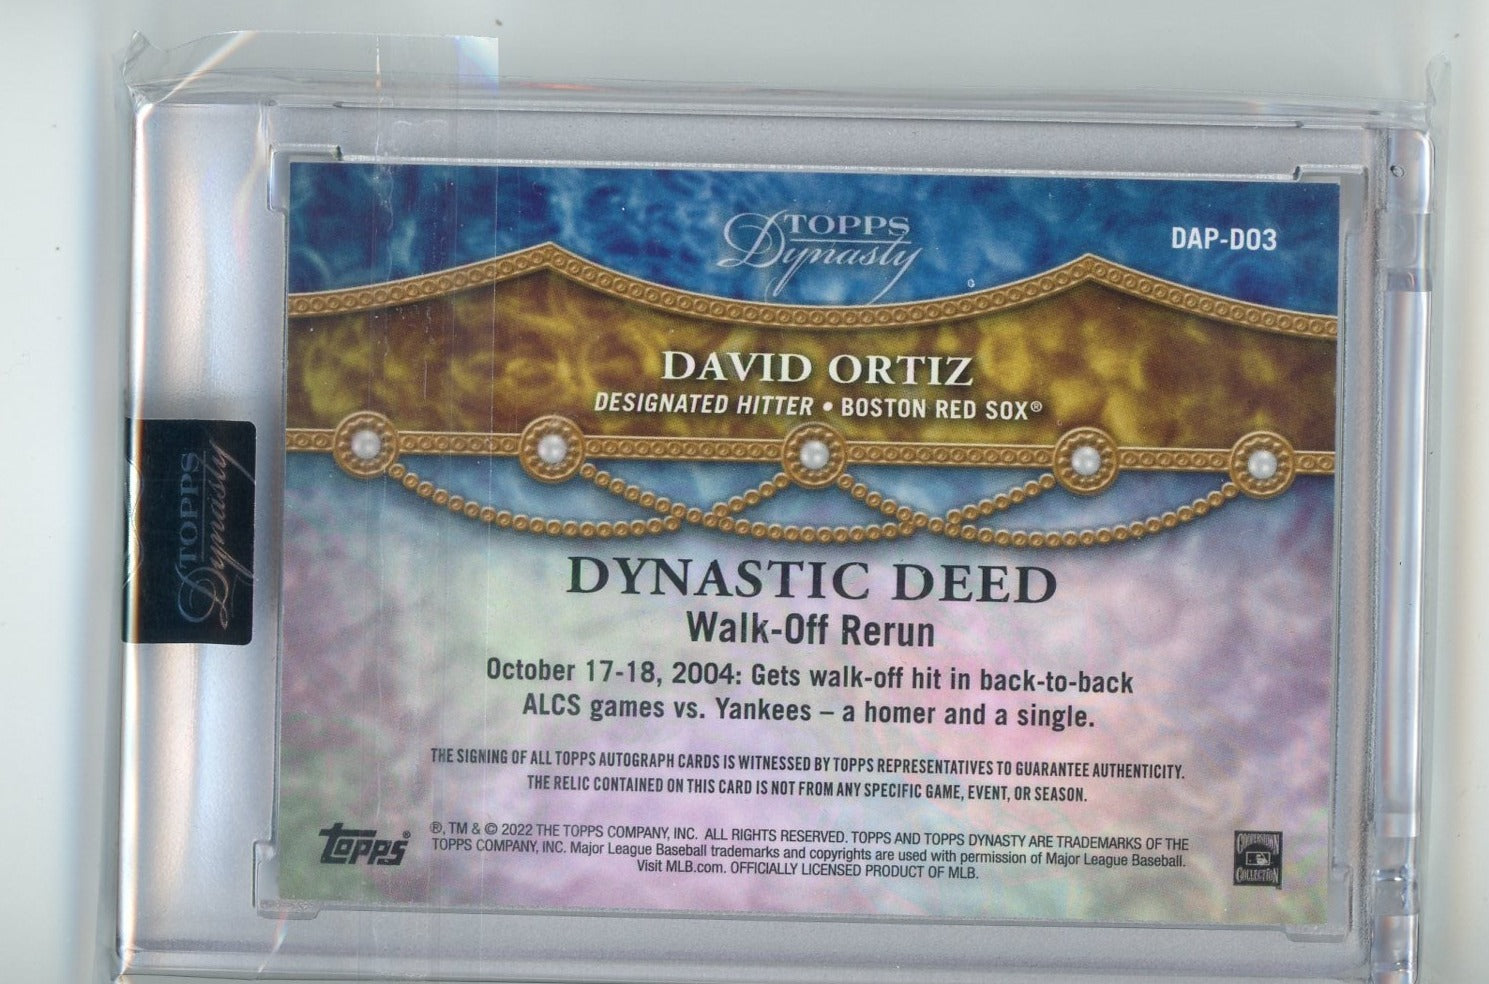 TOPPS
Dynasty
DAP-D03
DAVID ORTIZ
DESIGNATED HITTER • BOSTON RED SOX®
TOPPS
Dynasty
DYNASTIC DEED
Walk-Off Rerun
October 17-18, 2004: Gets walk-off hit in back-to-back
ALCS games vs. Yankees – a homer and a single.
THE SIGNING OF ALL TOPPS AUTOGRAPH CARDS IS WITNESSED BY TOPPS REPRESENTATIVES TO GUARANTEE AUTHENTICITY.
THE RELIC CONTAINED ON THIS CARD IS NOT FROM ANY SPECIFIC GAME, EVENT, OR SEASON.
topps®
®, TM & © 2022 THE TOPPS COMPANY, INC. ALL RIGHTS RESERVED. TOPPS AND TOPPS DYNASTY ARE TRADEMARKS OF THE
TOPPS COMPANY, INC. Major League Baseball trademarks and copyrights are used with permission of Major League Baseball.
Visit MLB.com. OFFICIALLY LICENSED PRODUCT OF MLB.
COOPERSTOWN
COLLECTION